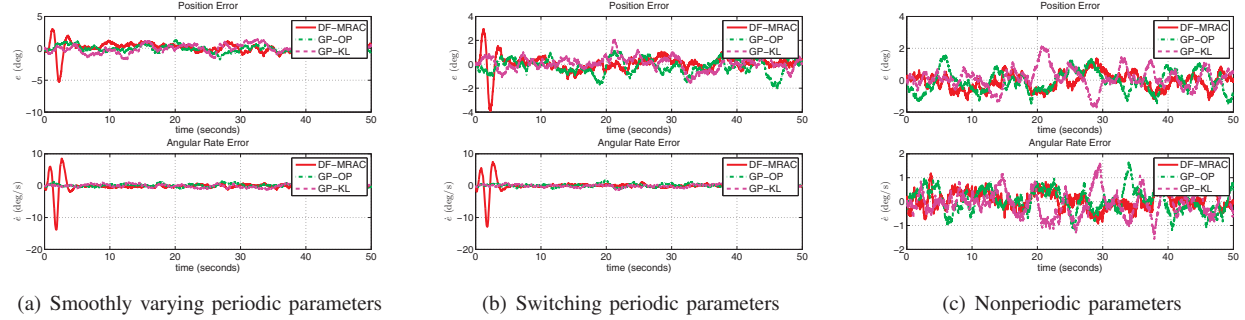 Position Error
e (deg)
5
0
−5
−10
0 10 20 30 40 50
time (seconds)
DF−MRAC
GP−OP
GP−KL
Angular Rate Error
ė (deg/s)
10
0
−10
−20
0 10 20 30 40 50
time (seconds)
DF−MRAC
GP−OP
GP−KL
(a) Smoothly varying periodic parameters
Position Error
e (deg)
4
2
0
−2
−4
0 10 20 30 40 50
time (seconds)
DF−MRAC
GP−OP
GP−KL
Angular Rate Error
ė (deg/s)
10
0
−10
−20
0 10 20 30 40 50
time (seconds)
DF−MRAC
GP−OP
GP−KL
(b) Switching periodic parameters
Position Error
e (deg)
4
2
0
−2
0 10 20 30 40 50
time (seconds)
DF−MRAC
GP−OP
GP−KL
Angular Rate Error
ė (deg/s)
2
1
0
−1
−2
0 10 20 30 40 50
time (seconds)
DF−MRAC
GP−OP
GP−KL
(c) Nonperiodic parameters